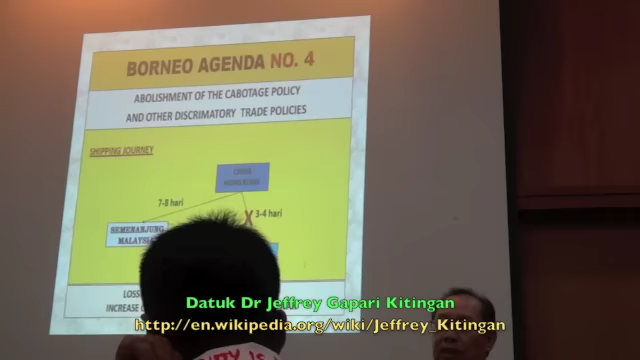 BORNEO AGENDA NO. 4
ABOLISHMENT OF THE CABOTAGE POLICY
AND OTHER DISCRIMATORY TRADE POLICIES
SHIPPING JOURNEY
7-8 hari
X 3-4 hari
SEMENANJUNG
MALAYSIA
LOSS
INCREASE
Datuk Dr Jeffrey Gapari Kitingan
http://en.wikipedia.org/wiki/Jeffrey_Kitingan